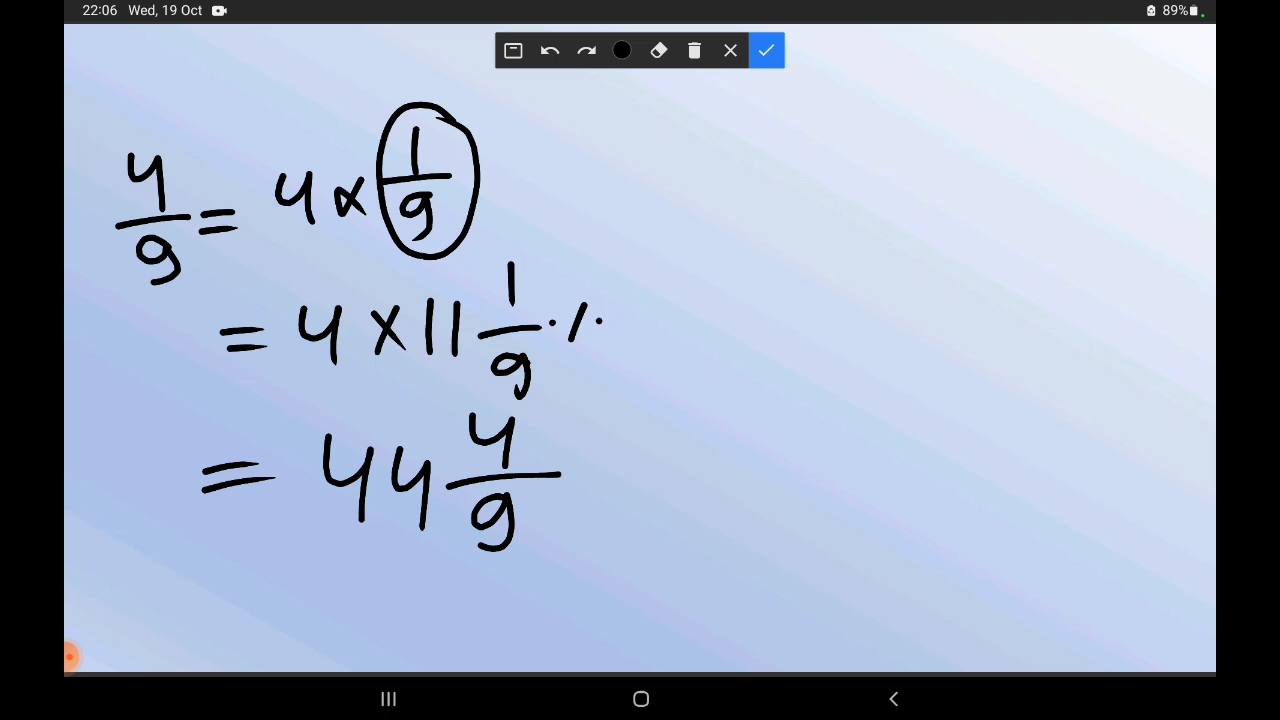 22:06 Wed, 19 Oct 89%
4/9 = 4 × 1/9
= 4 × 11 1/9 %
= 44 4/9